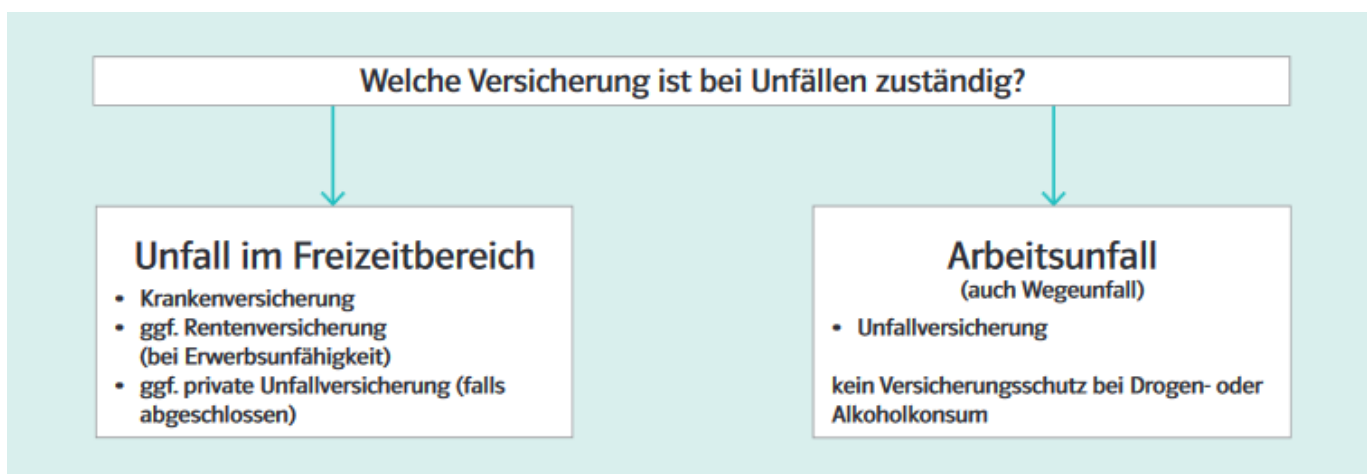 Welche Versicherung ist bei Unfällen zuständig?
Unfall im Freizeitbereich
• Krankenversicherung
• ggf. Rentenversicherung
(bei Erwerbsunfähigkeit)
• ggf. private Unfallversicherung (falls
abgeschlossen)
Arbeitsunfall
(auch Wegeunfall)
• Unfallversicherung
kein Versicherungsschutz bei Drogen- oder
Alkoholkonsum